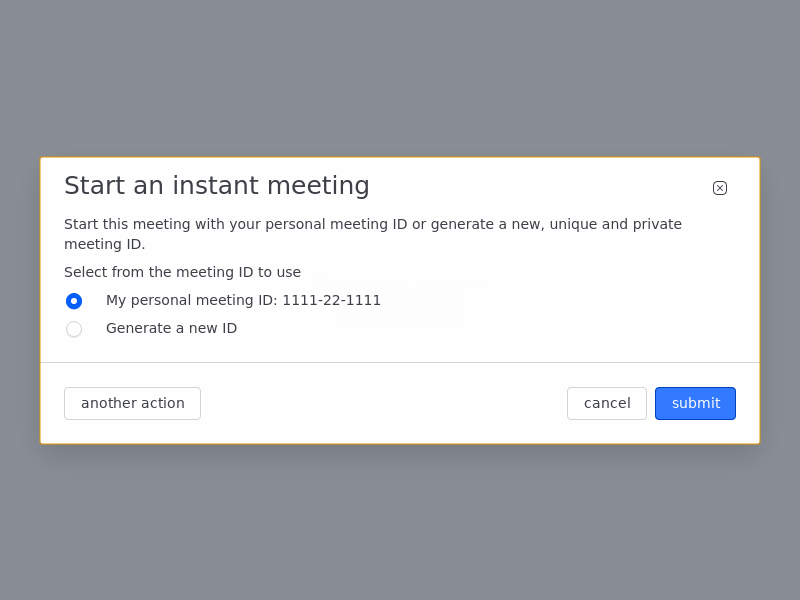 Start an instant meeting
Start this meeting with your personal meeting ID or generate a new, unique and private
meeting ID.
Select from the meeting ID to use
My personal meeting ID: 1111-22-1111
Generate a new ID
another action
cancel
submit